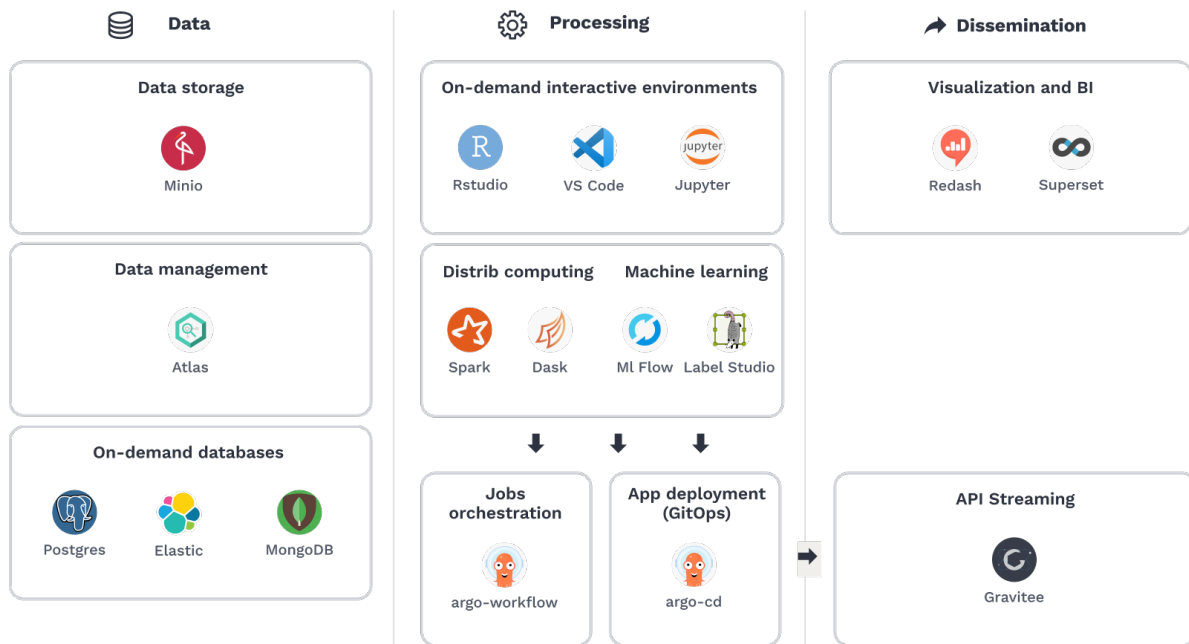 Data
Data storage
Minio
Data management
Atlas
On-demand databases
Postgres
Elastic
MongoDB
Processing
On-demand interactive environments
R
Rstudio
VS Code
jupyter
Jupyter
Distrib computing
Machine learning
Spark
Dask
Ml Flow
Label Studio
Jobs
orchestration
argo-workflow
App deployment
(GitOps)
argo-cd
Dissemination
Visualization and BI
Redash
Superset
API Streaming
Gravitee